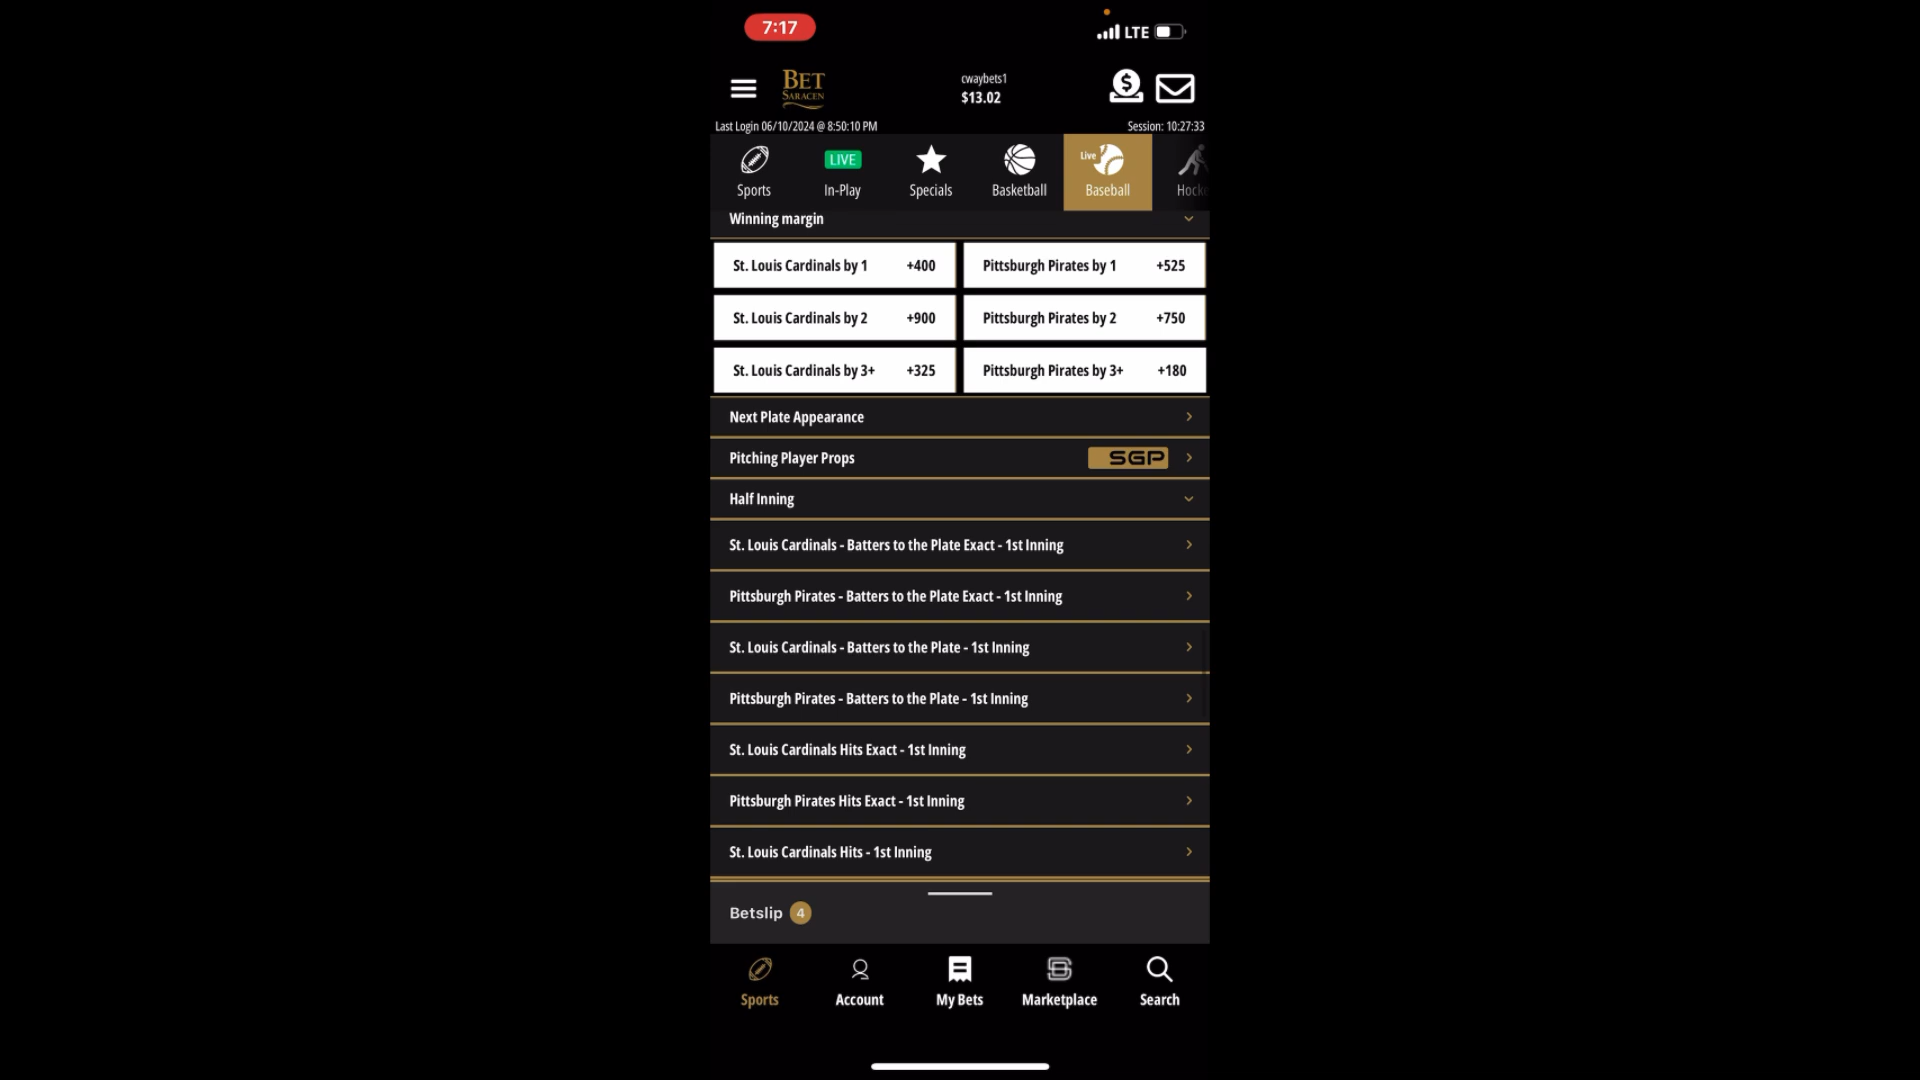 7:17
LTE
BET
SARACEN
cwaybets1
$13.02
Last Login 06/10/2024 @ 8:50:10 PM
Session: 10:27:33
LIVE
Live
Sports
In-Play
Specials
Basketball
Baseball
Hocke
Winning margin
St. Louis Cardinals by 1 +400
Pittsburgh Pirates by 1 +525
St. Louis Cardinals by 2 +900
Pittsburgh Pirates by 2 +750
St. Louis Cardinals by 3+ +325
Pittsburgh Pirates by 3+ +180
Next Plate Appearance
Pitching Player Props SGP
Half Inning
St. Louis Cardinals - Batters to the Plate Exact - 1st Inning
Pittsburgh Pirates - Batters to the Plate Exact - 1st Inning
St. Louis Cardinals - Batters to the Plate - 1st Inning
Pittsburgh Pirates - Batters to the Plate - 1st Inning
St. Louis Cardinals Hits Exact - 1st Inning
Pittsburgh Pirates Hits Exact - 1st Inning
St. Louis Cardinals Hits - 1st Inning
Betslip 4
Sports
Account
My Bets
Marketplace
Search